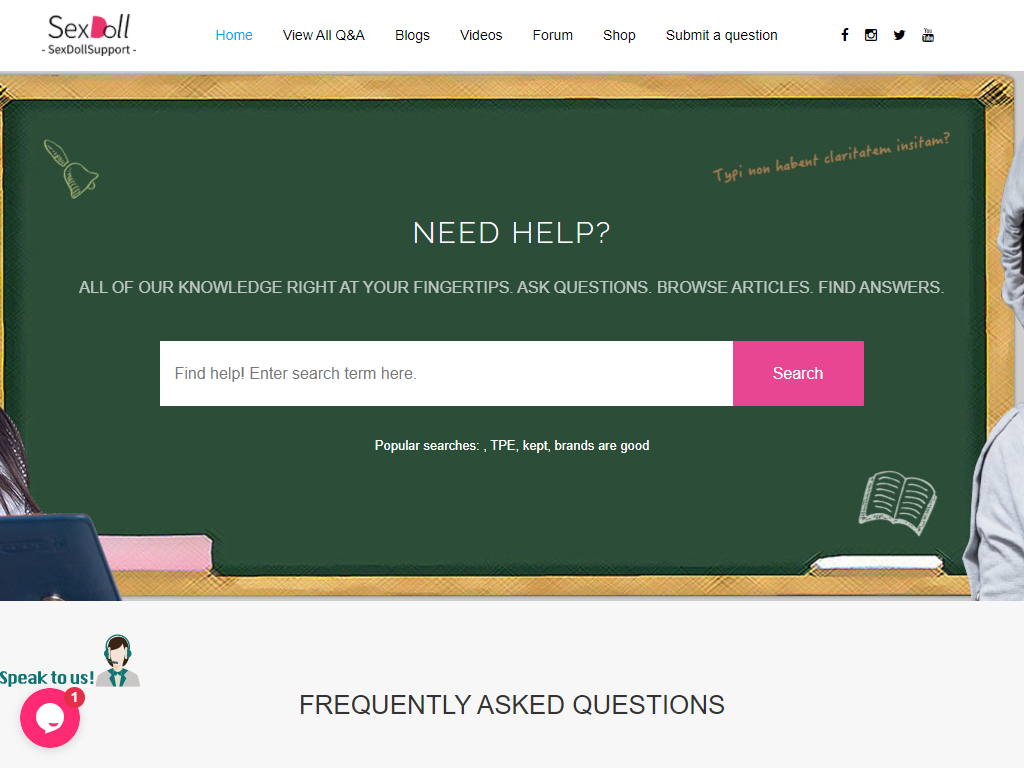 SexDoll
- SexDollSupport -
Home
View All Q&A
Blogs
Videos
Forum
Shop
Submit a question
You Tube
Typi non habent claritatem insitam?
NEED HELP?
ALL OF OUR KNOWLEDGE RIGHT AT YOUR FINGERTIPS. ASK QUESTIONS. BROWSE ARTICLES. FIND ANSWERS.
Find help! Enter search term here.
Search
Popular searches: , TPE, kept, brands are good
Speak to us!
1
FREQUENTLY ASKED QUESTIONS